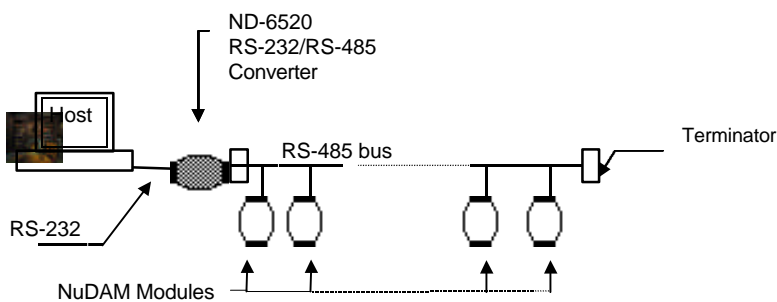 ND-6520
RS-232/RS-485
Converter
Host
Terminator
RS-485 bus
RS-232
NuDAM Modules